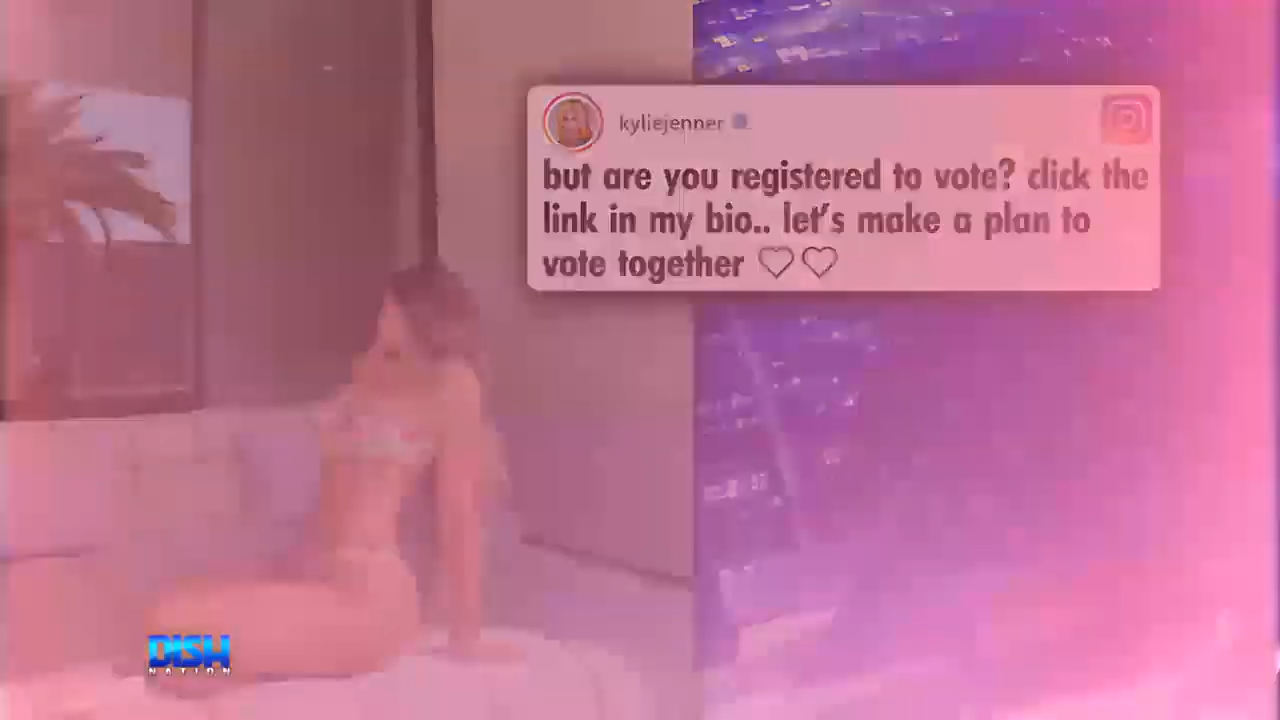 kyliejenner
but are you registered to vote? click the
link in my bio.. let's make a plan to
vote together ♡♡
DISH
NATION